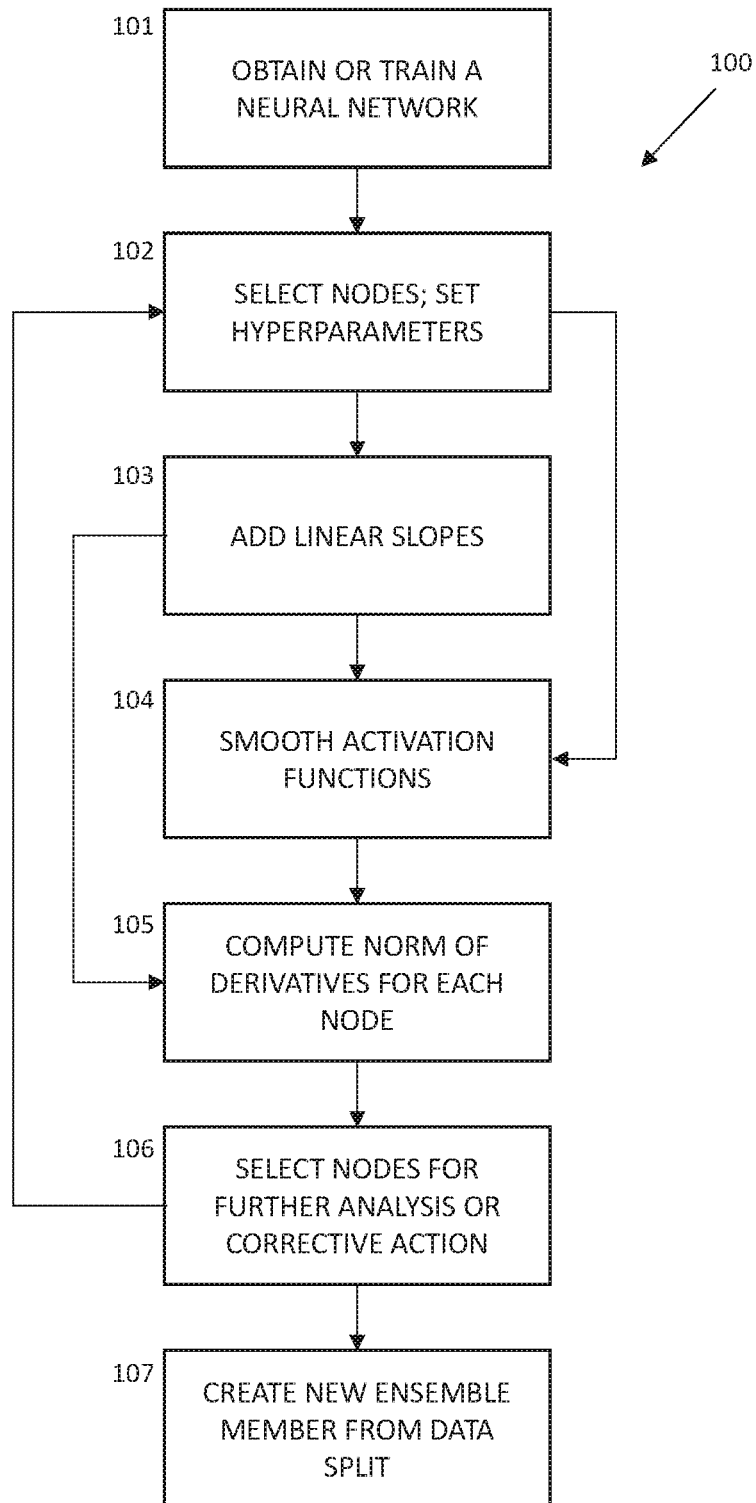 101
OBTAIN OR TRAIN A
NEURAL NETWORK
100
102
SELECT NODES; SET
HYPERPARAMETERS
103
ADD LINEAR SLOPES
104
SMOOTH ACTIVATION
FUNCTIONS
105
COMPUTE NORM OF
DERIVATIVES FOR EACH
NODE
106
SELECT NODES FOR
FURTHER ANALYSIS OR
CORRECTIVE ACTION
107
CREATE NEW ENSEMBLE
MEMBER FROM DATA
SPLIT